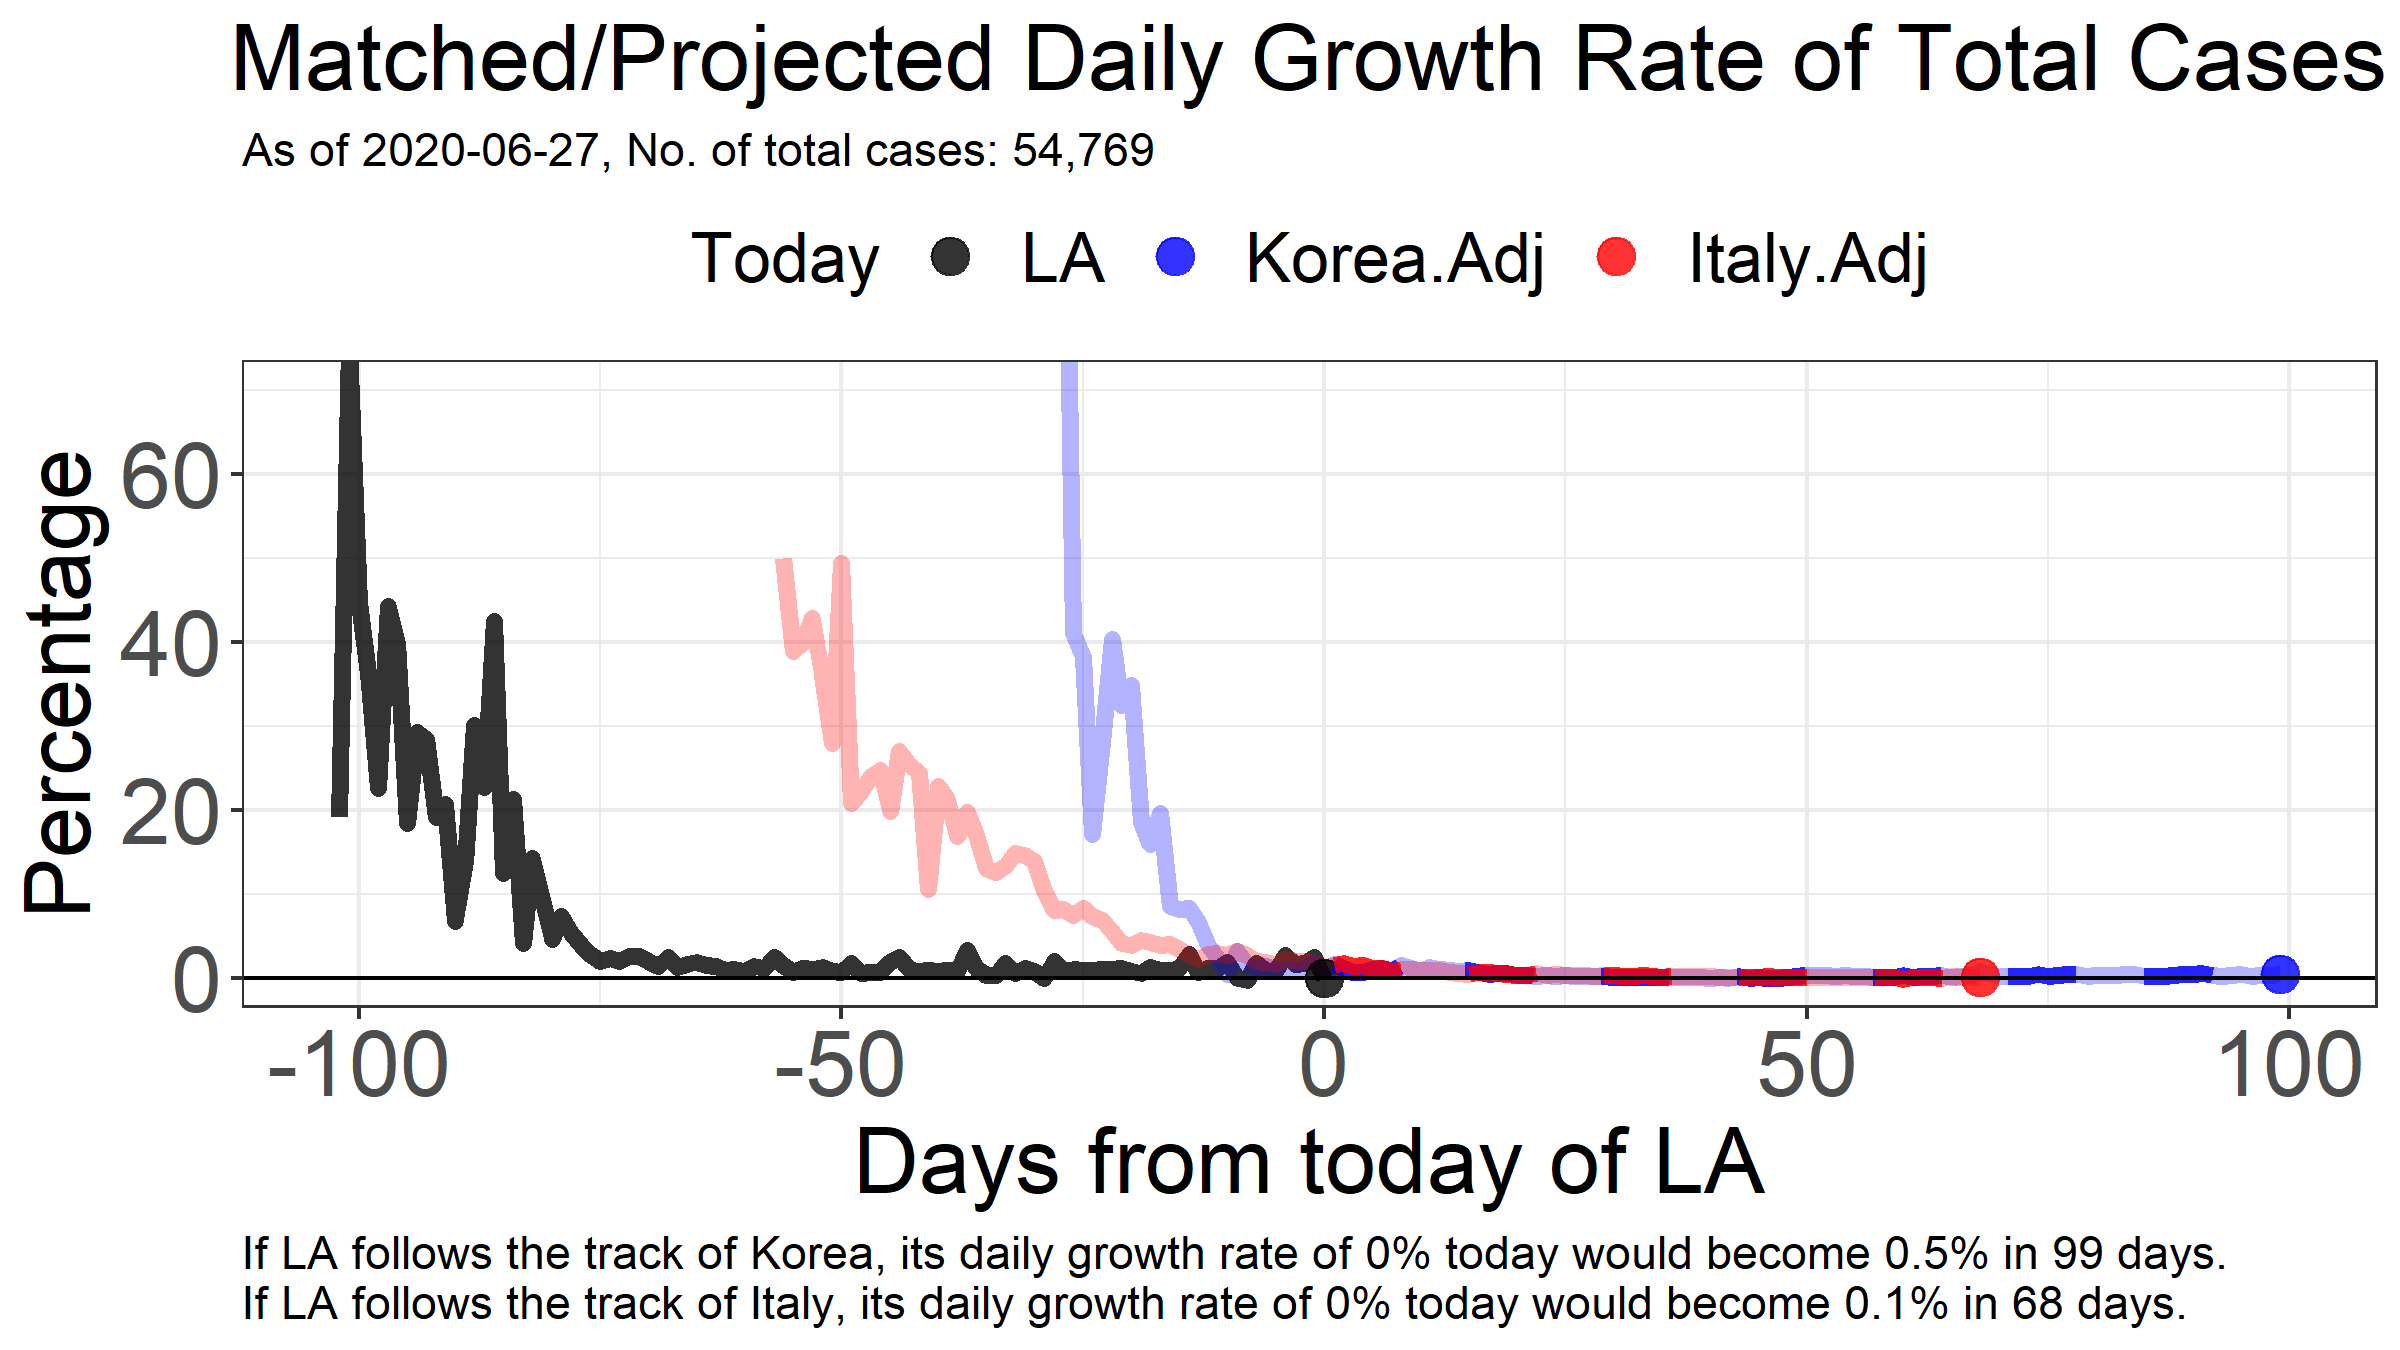 Matched/Projected Daily Growth Rate of Total Cases
As of 2020-06-27, No. of total cases: 54,769
Today LA Korea.Adj Italy.Adj
Percentage
60
40
20
0
-100 -50 0 50 100
Days from today of LA
If LA follows the track of Korea, its daily growth rate of 0% today would become 0.5% in 99 days.
If LA follows the track of Italy, its daily growth rate of 0% today would become 0.1% in 68 days.